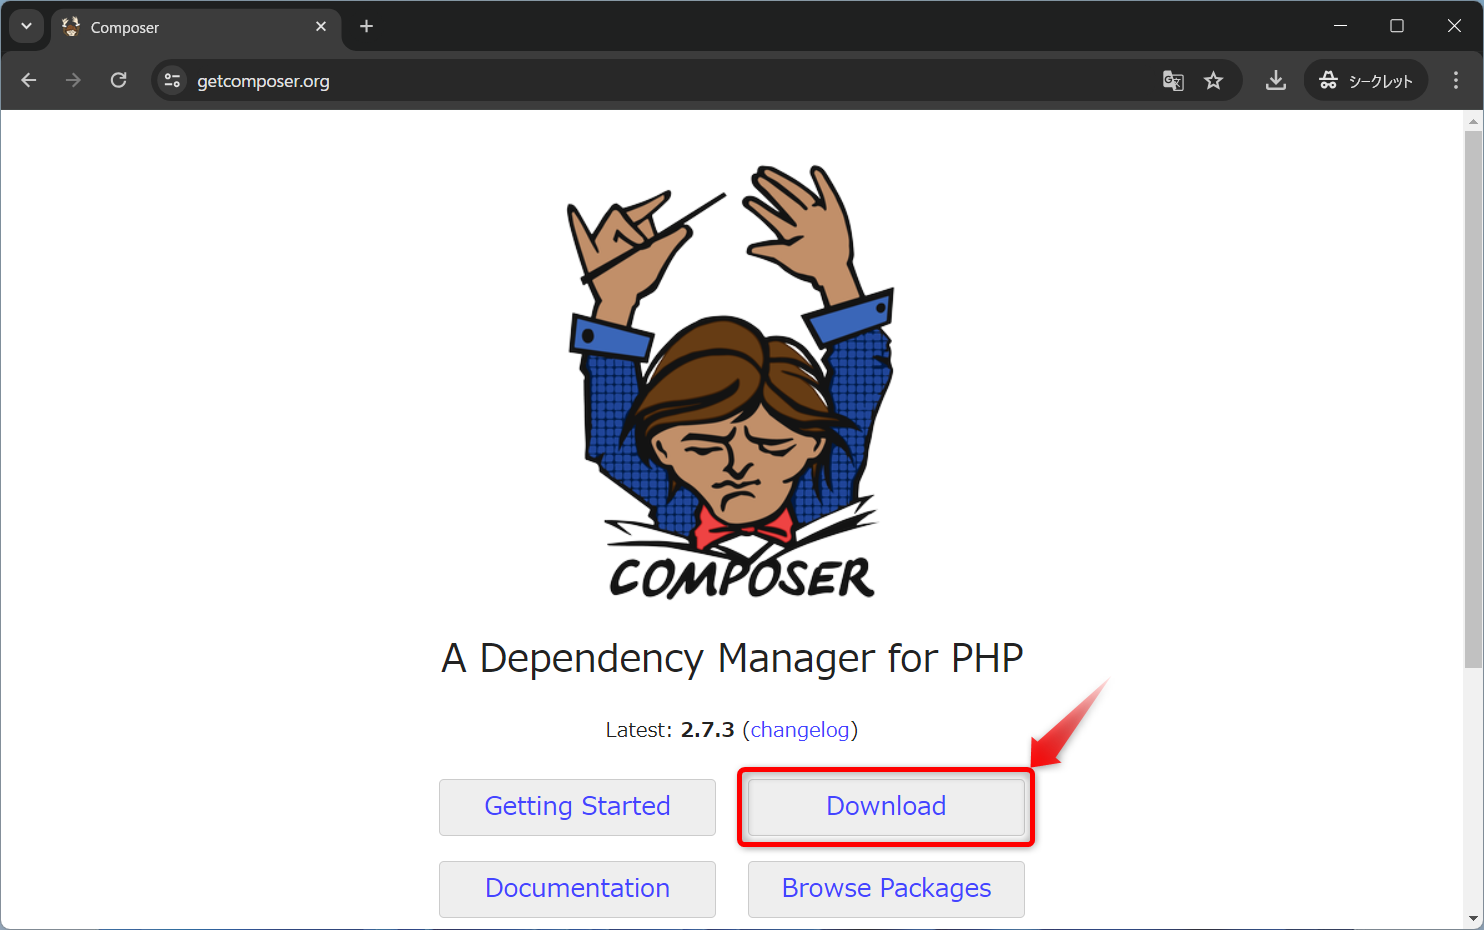 Composer
getcomposer.org
シークレット
COMPOSER
A Dependency Manager for PHP
Latest: 2.7.3 (changelog)
Getting Started
Download
Documentation
Browse Packages